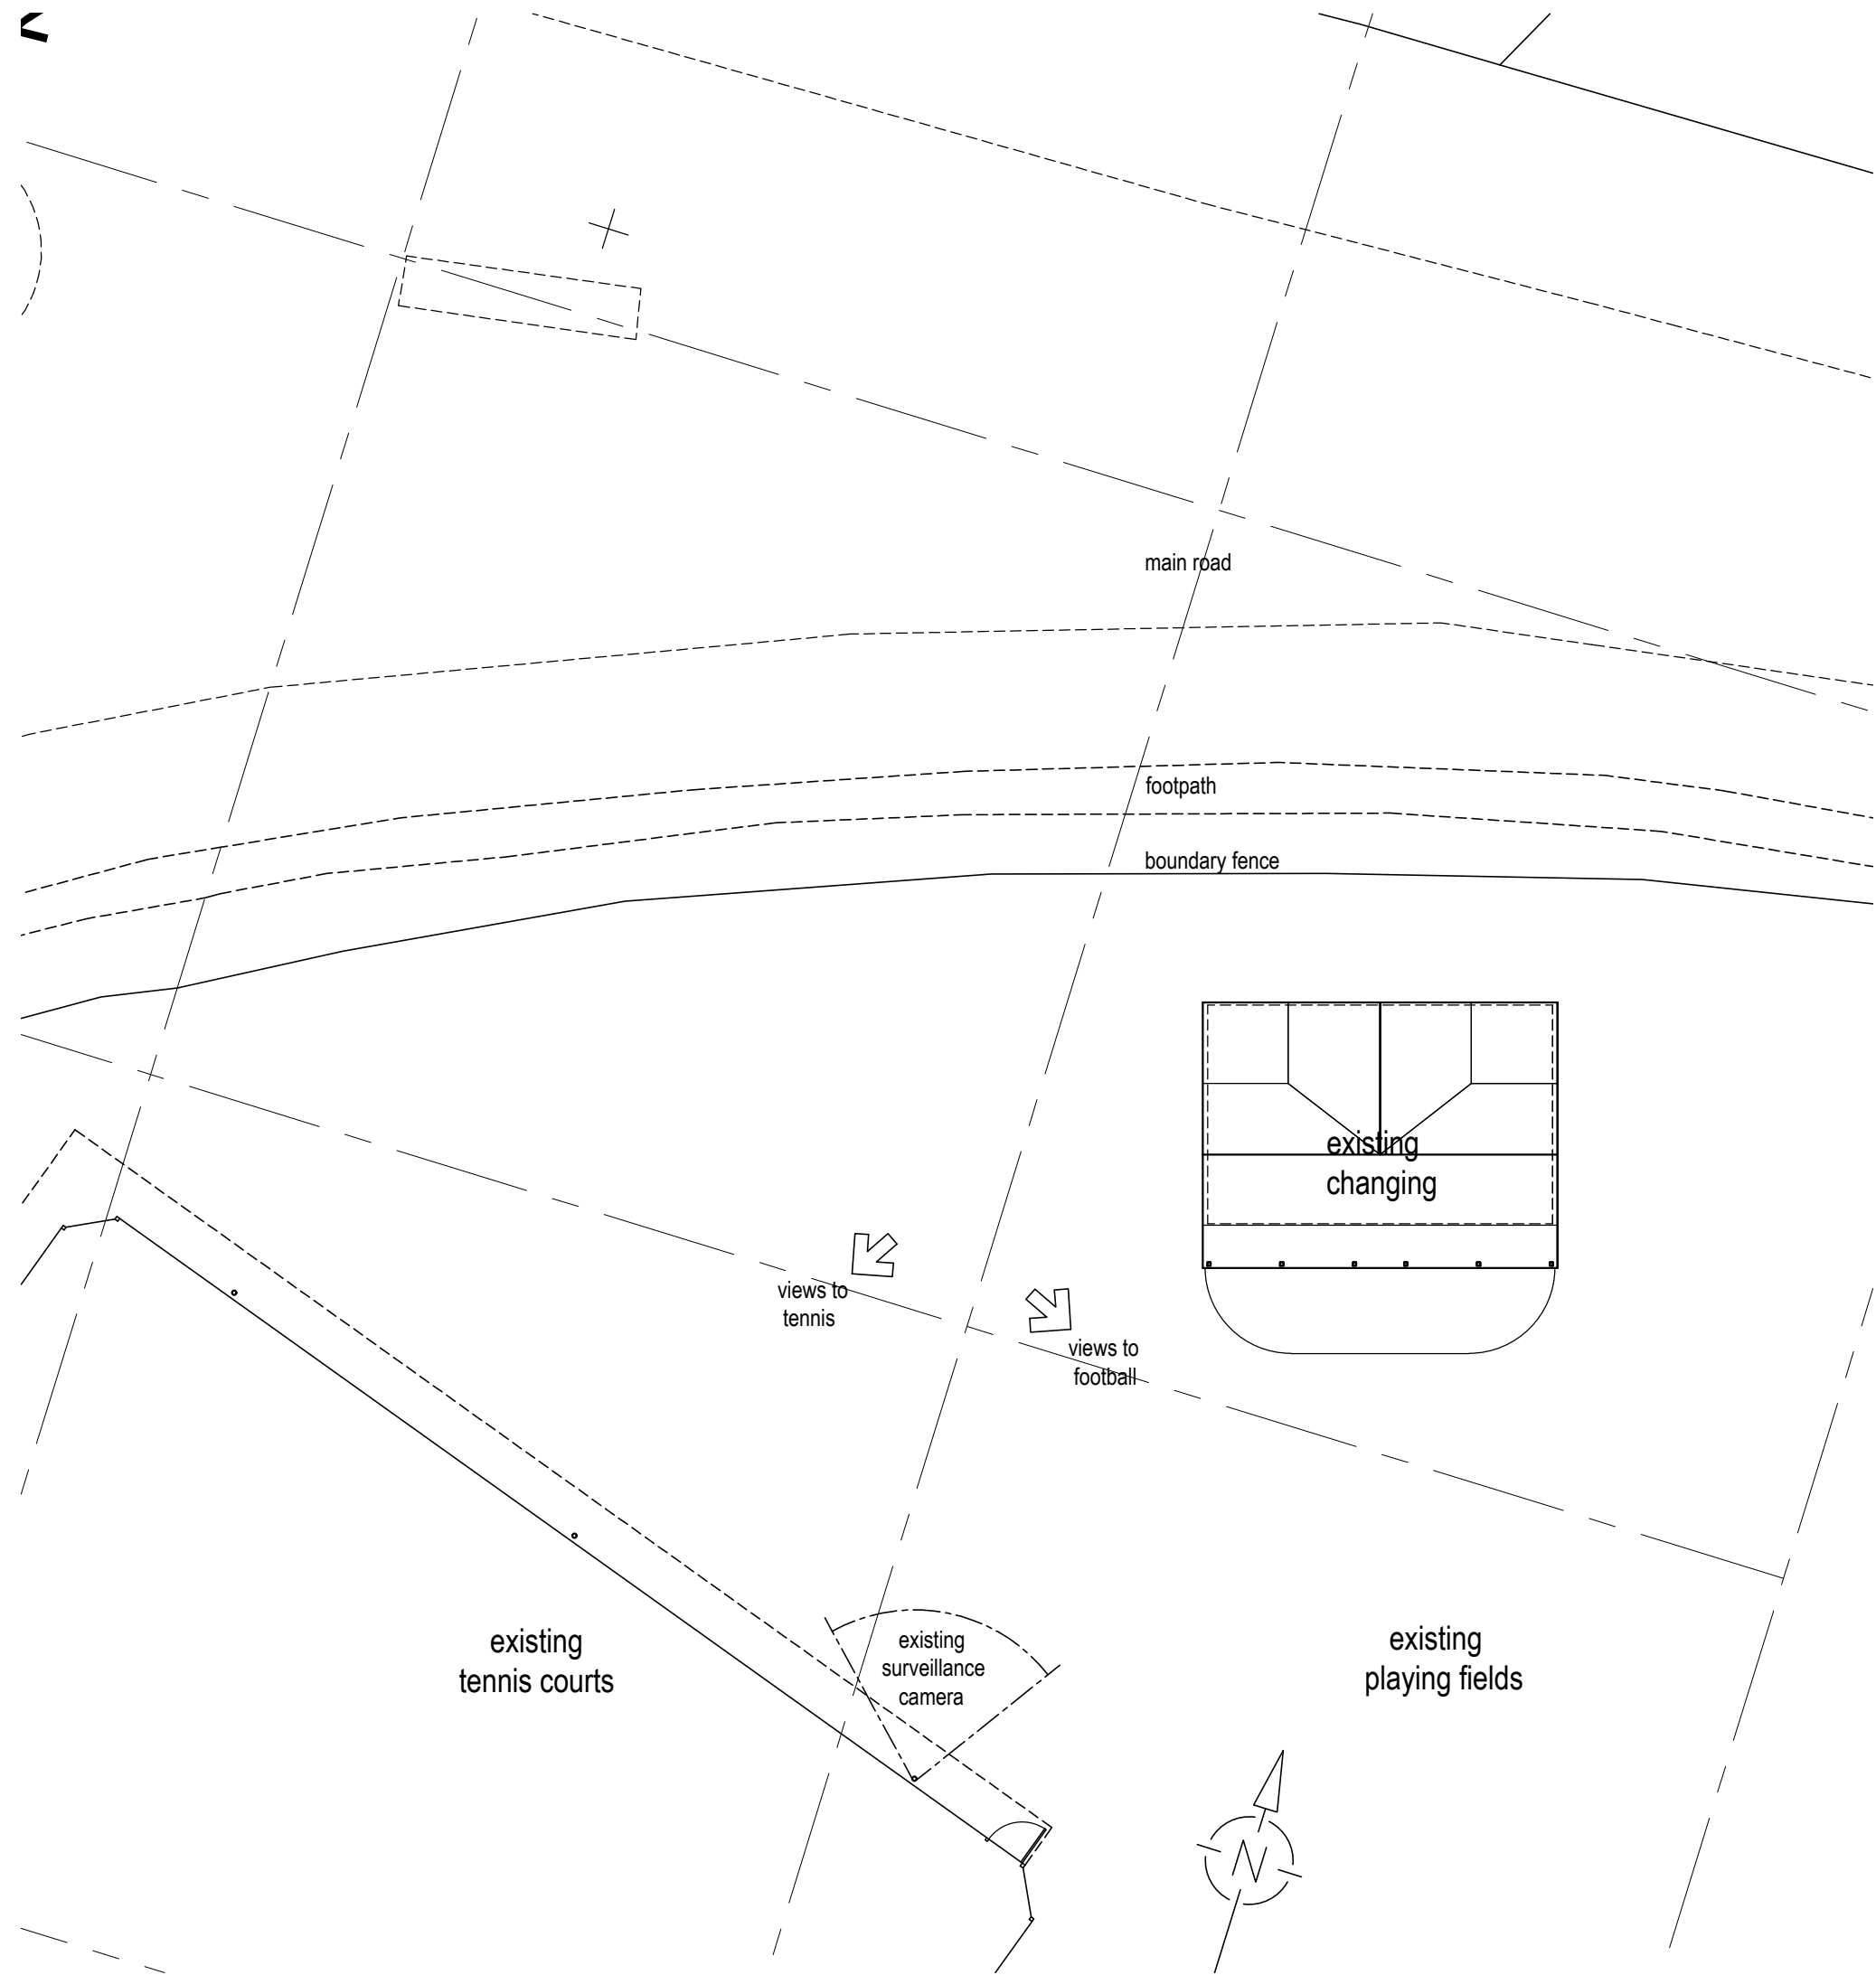 main road
footpath
boundary fence
existing
changing
views to
tennis
views to
football
existing
tennis courts
existing
surveillance
camera
existing
playing fields
N